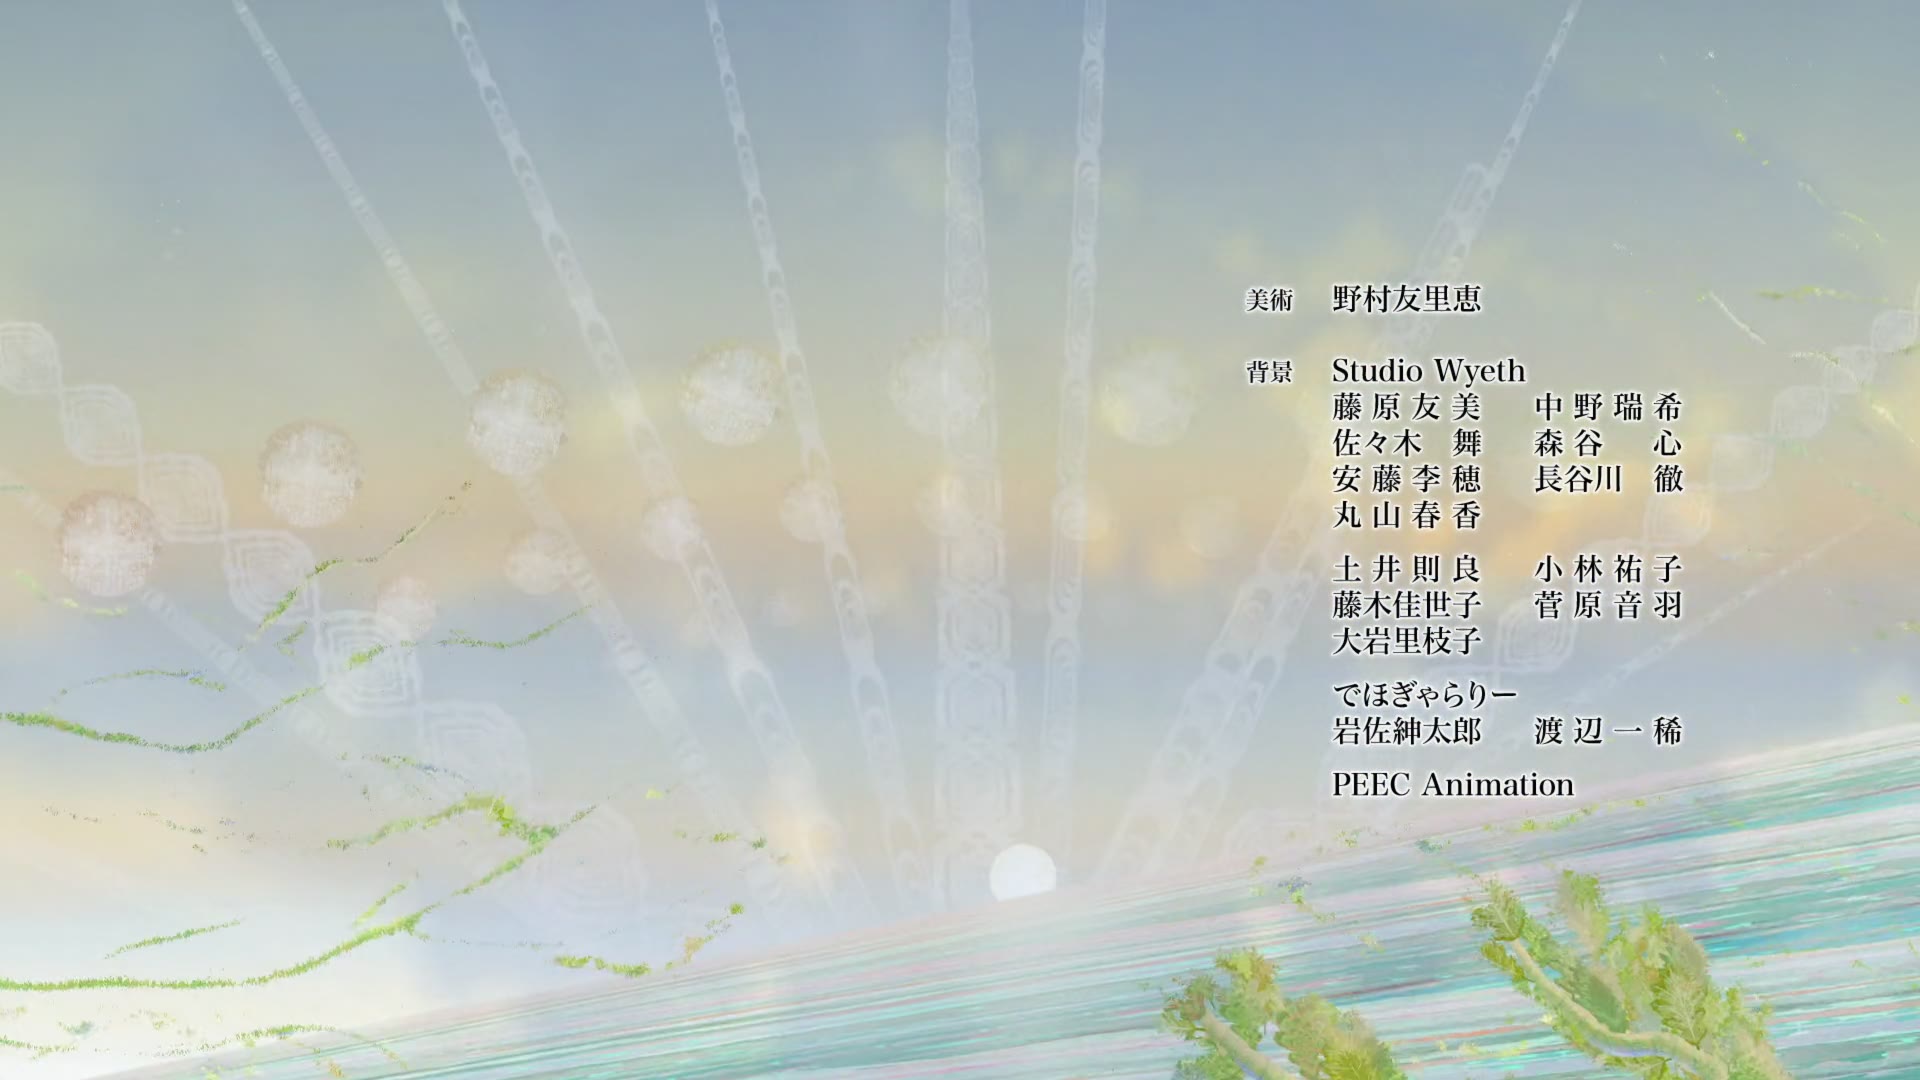 美術 野村友里恵
背景 Studio Wyeth
藤原友美 中野瑞希
佐々木 舞 森谷 心
安藤李穂 長谷川 徹
丸山春香
土井則良 小林祐子
藤木佳世子 菅原音羽
大岩里枝子
でほぎゃらりー
岩佐紳太郎 渡辺一稀
PEEC Animation